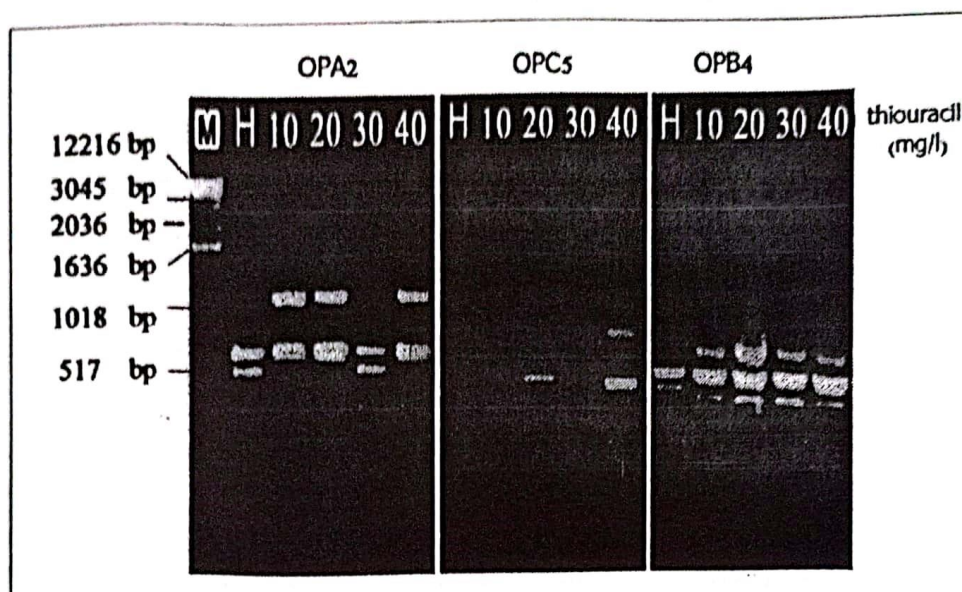 OPA2 OPC5 OPB4
M H 10 20 30 40 H 10 20 30 40 H 10 20 30 40 thiouracil
(mg/l)
12216 bp
3045 bp
2036 bp
1636 bp
1018 bp
517 bp